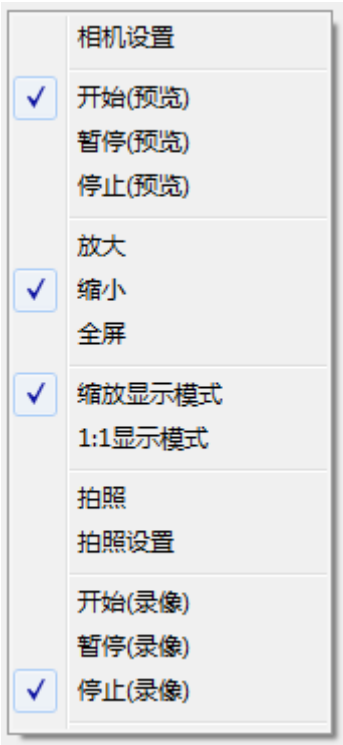 相机设置
开始(预览)
暂停(预览)
停止(预览)
放大
缩小
全屏
缩放显示模式
1:1显示模式
拍照
拍照设置
开始(录像)
暂停(录像)
停止(录像)